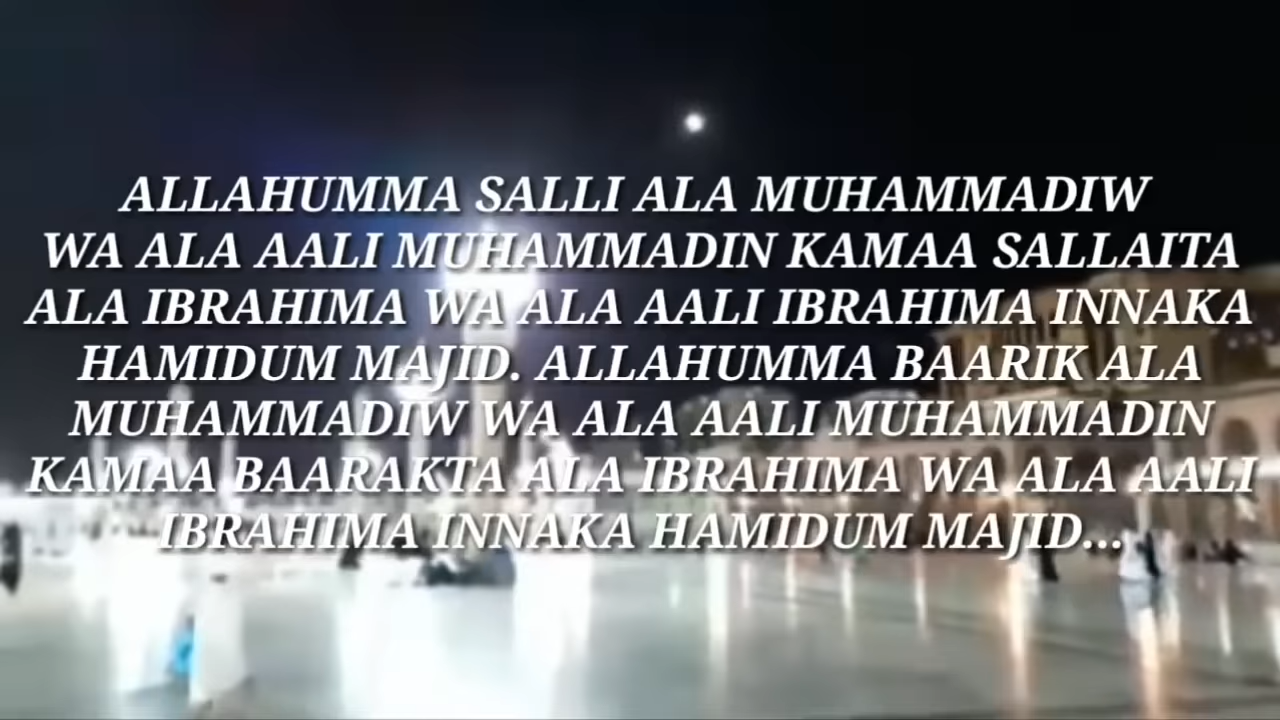 ALLAHUMMA SALLI ALA MUHAMMADIW
WA ALA AALI MUHAMMADIN KAMAA SALLAITA
ALA IBRAHIMA WA ALA AALI IBRAHIMA INNAKA
HAMIDUM MAJID. ALLAHUMMA BAARIK ALA
MUHAMMADIW WA ALA AALI MUHAMMADIN
KAMAA BAARAKTA ALA IBRAHIMA WA ALA AALI
IBRAHIMA INNAKA HAMIDUM MAJID...